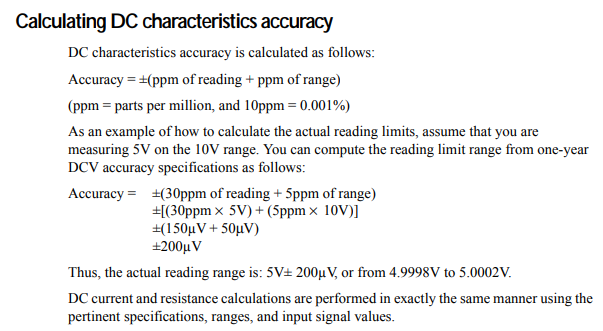 Calculating DC characteristics accuracy
DC characteristics accuracy is calculated as follows:
Accuracy = ±(ppm of reading + ppm of range)
(ppm = parts per million, and 10ppm = 0.001%)
As an example of how to calculate the actual reading limits, assume that you are
measuring 5V on the 10V range. You can compute the reading limit range from one-year
DCV accuracy specifications as follows:
Accuracy = ±(30ppm of reading + 5ppm of range)
±[(30ppm × 5V) + (5ppm × 10V)]
±(150µV + 50µV)
±200µV
Thus, the actual reading range is: 5V± 200µV, or from 4.9998V to 5.0002V.
DC current and resistance calculations are performed in exactly the same manner using the
pertinent specifications, ranges, and input signal values.